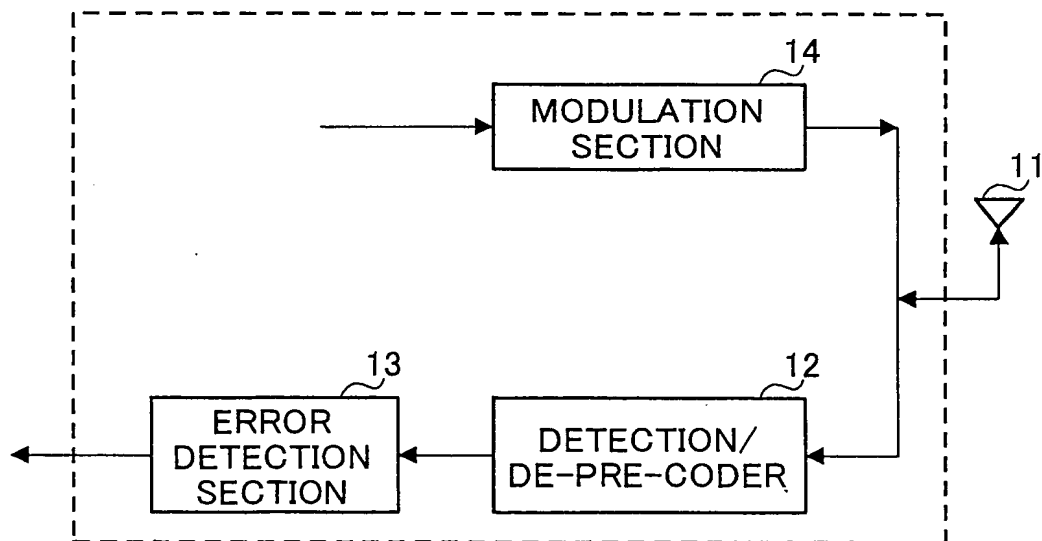 14
MODULATION
SECTION
11
13
ERROR
DETECTION
SECTION
12
DETECTION/
DE-PRE-CODER